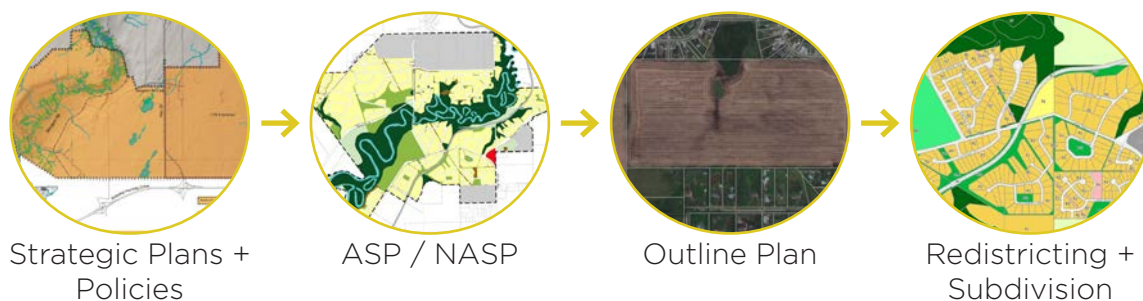 Strategic Plans +
Policies
ASP / NASP
Outline Plan
Redistricting +
Subdivision